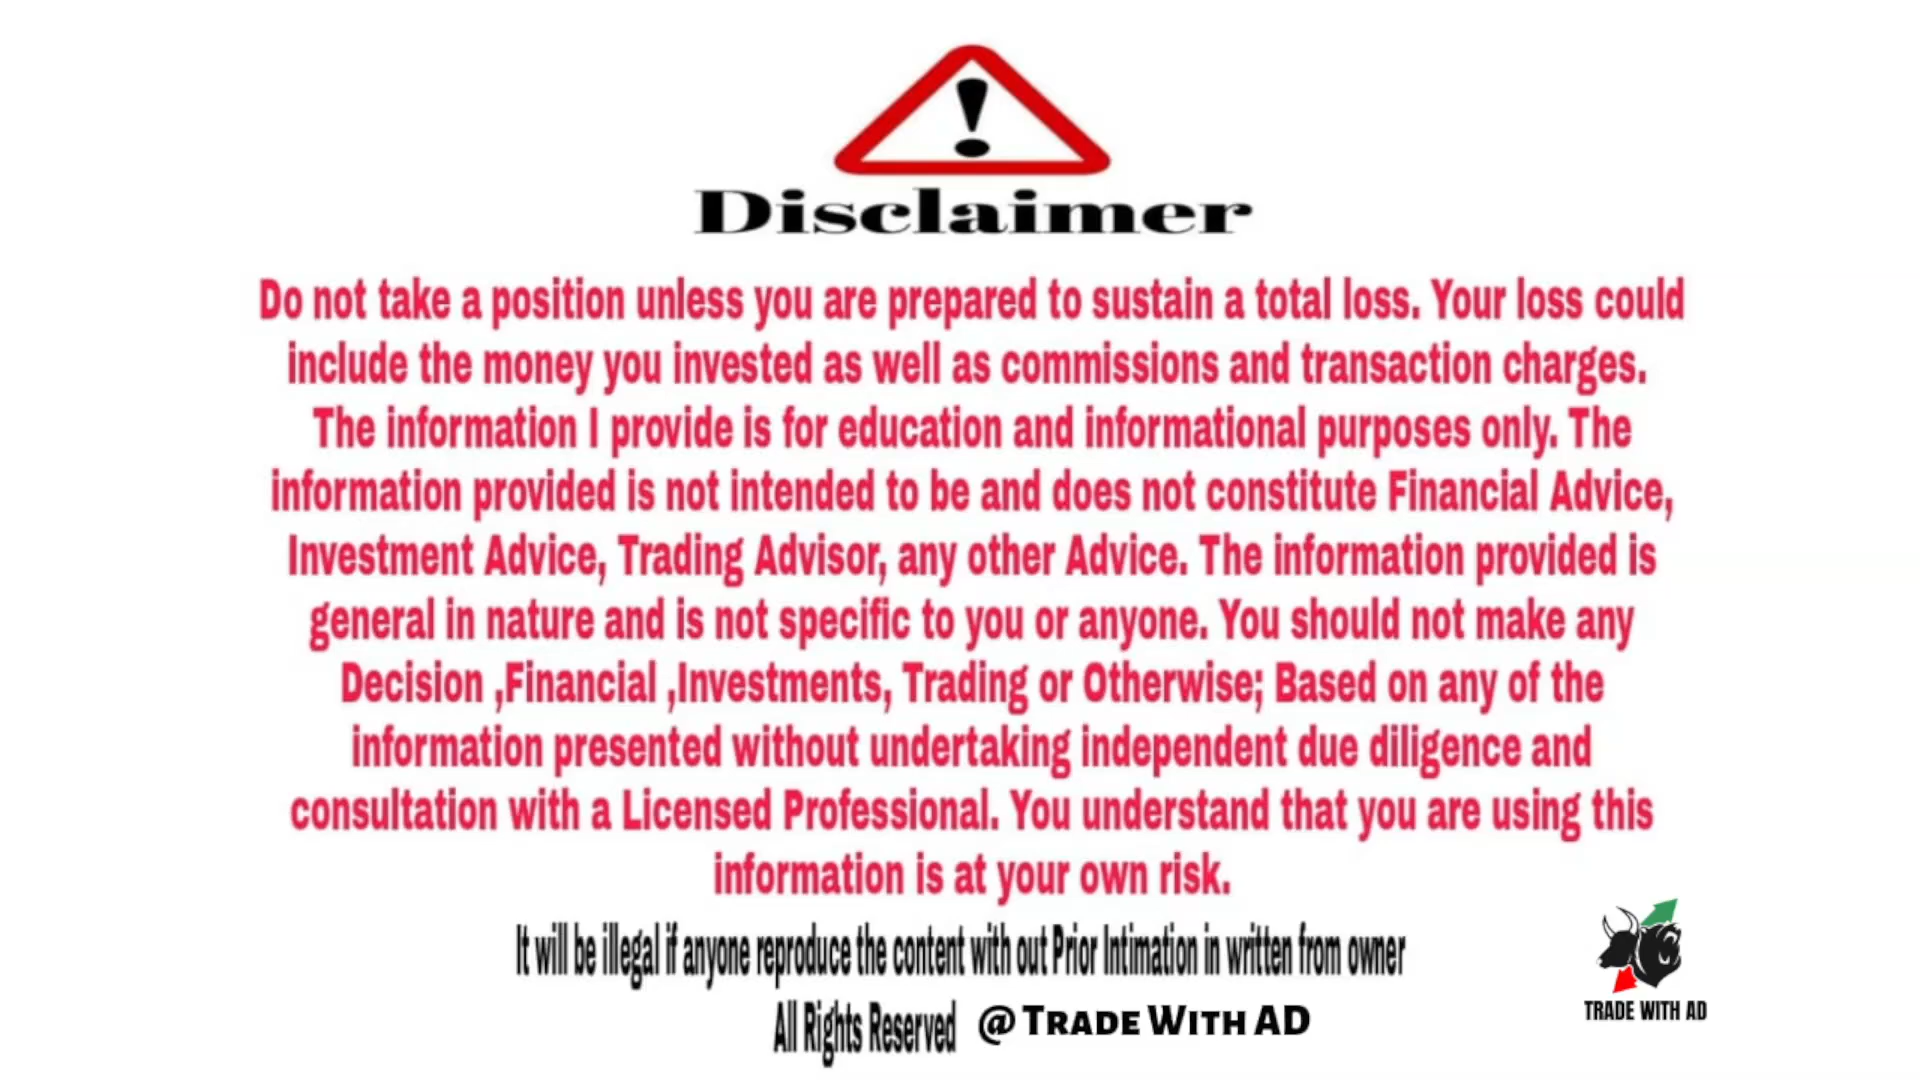 Disclaimer
Do not take a position unless you are prepared to sustain a total loss. Your loss could
include the money you invested as well as commissions and transaction charges.
The information I provide is for education and informational purposes only. The
information provided is not intended to be and does not constitute Financial Advice,
Investment Advice, Trading Advisor, any other Advice. The information provided is
general in nature and is not specific to you or anyone. You should not make any
Decision ,Financial ,Investments, Trading or Otherwise; Based on any of the
information presented without undertaking independent due diligence and
consultation with a Licensed Professional. You understand that you are using this
information is at your own risk.
It will be illegal if anyone reproduce the content with out Prior Intimation in written from owner
All Rights Reserved @ Trade With AD
TRADE WITH AD